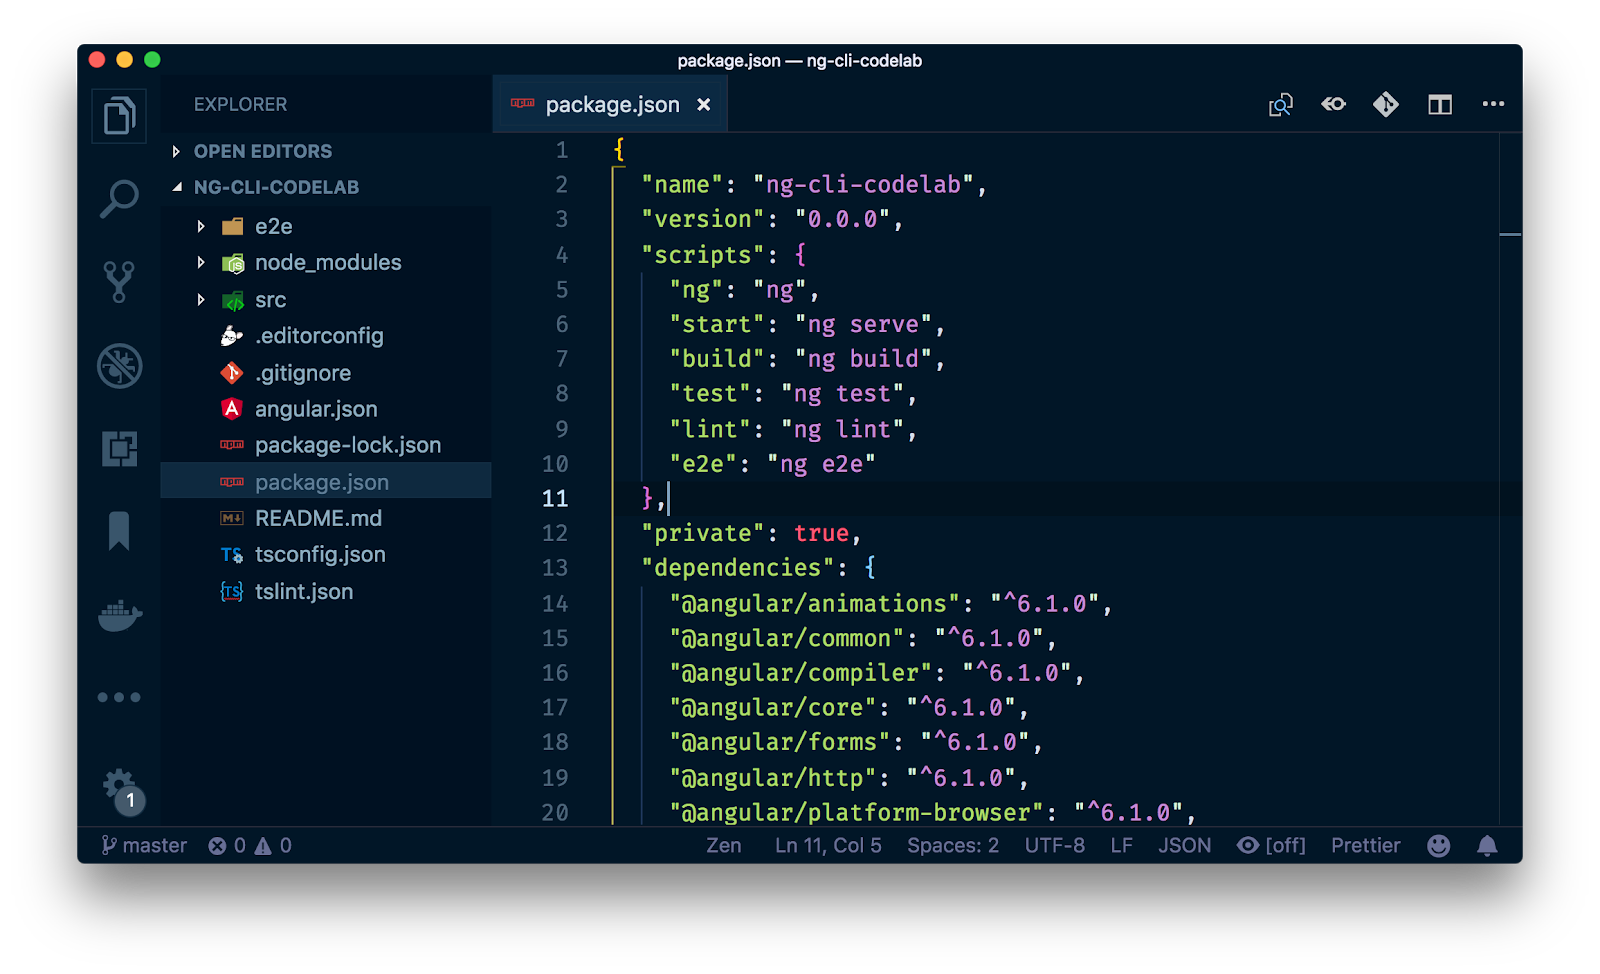 package.json — ng-cli-codelab
EXPLORER
OPEN EDITORS
NG-CLI-CODELAB
e2e
node_modules
src
.editorconfig
.gitignore
angular.json
package-lock.json
package.json
README.md
tsconfig.json
tslint.json
package.json
1 {
2 "name": "ng-cli-codelab",
3 "version": "0.0.0",
4 "scripts": {
5 "ng": "ng",
6 "start": "ng serve",
7 "build": "ng build",
8 "test": "ng test",
9 "lint": "ng lint",
10 "e2e": "ng e2e"
11 },
12 "private": true,
13 "dependencies": {
14 "@angular/animations": "^6.1.0",
15 "@angular/common": "^6.1.0",
16 "@angular/compiler": "^6.1.0",
17 "@angular/core": "^6.1.0",
18 "@angular/forms": "^6.1.0",
19 "@angular/http": "^6.1.0",
20 "@angular/platform-browser": "^6.1.0",
1
master 0 0 Zen Ln 11, Col 5 Spaces: 2 UTF-8 LF JSON [off] Prettier